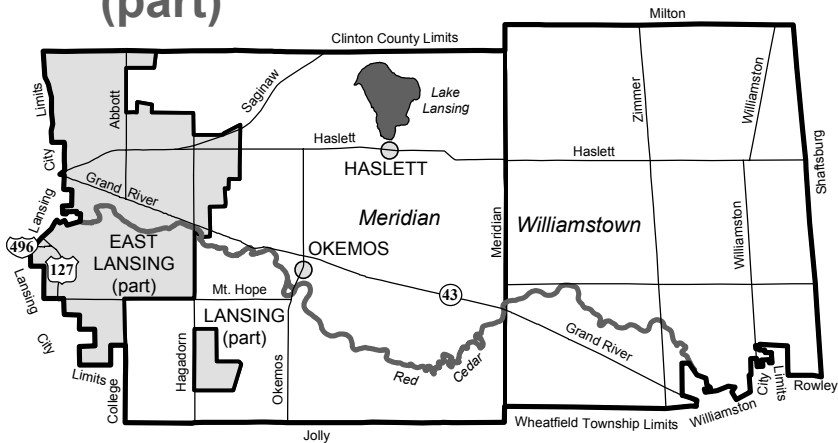 (part)
Milton
Clinton County Limits
Limits
Abbott
Saginaw
Lake
Lansing
Zimmer
Williamston
Haslett
Haslett
HASLETT
City
Grand River
Shaftsburg
Lansing
Meridian
Meridian
Williamstown
Williamston
496
EAST
LANSING
(part)
127
OKEMOS
Lansing
Mt. Hope
43
LANSING
(part)
City
Grand River
Limits
College
Hagadorn
Okemos
Red
Cedar
City
Limits
Rowley
Williamston
Wheatfield Township Limits
Jolly